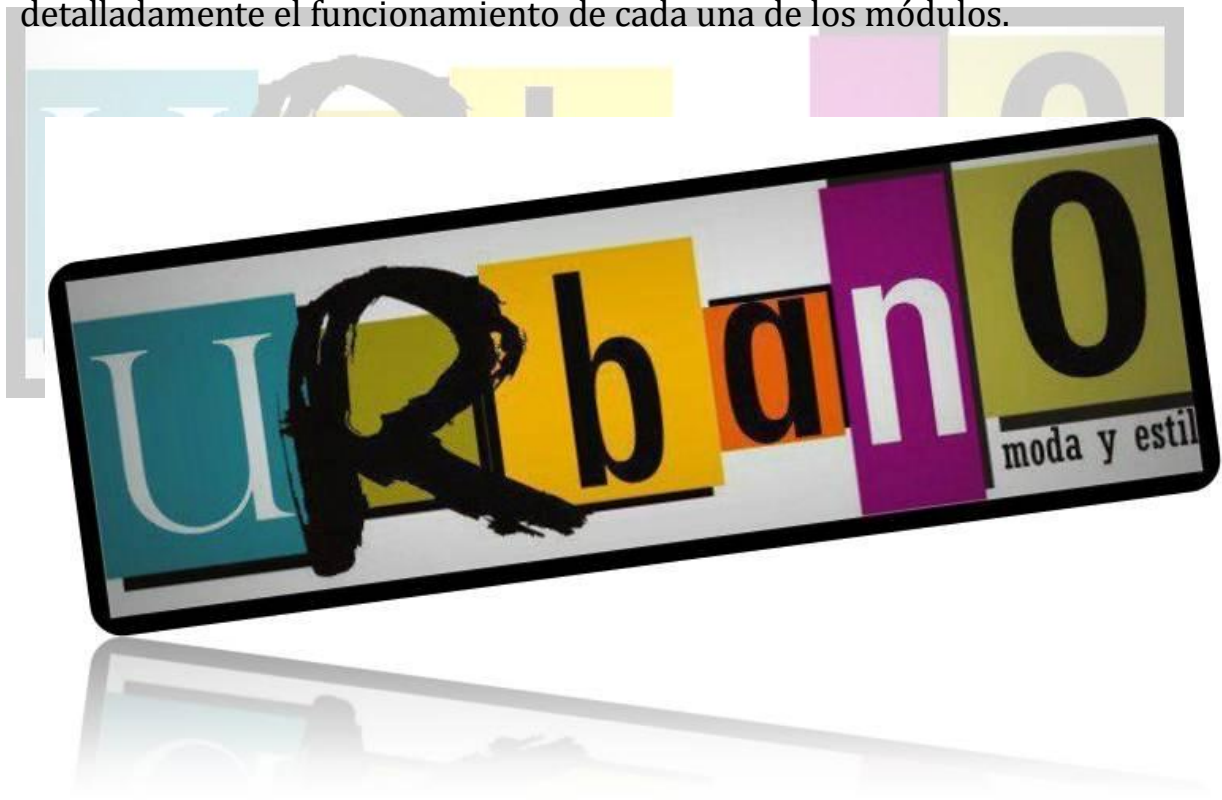 detalladamente el funcionamiento de cada una de los módulos.
uRbanO
moda y estil